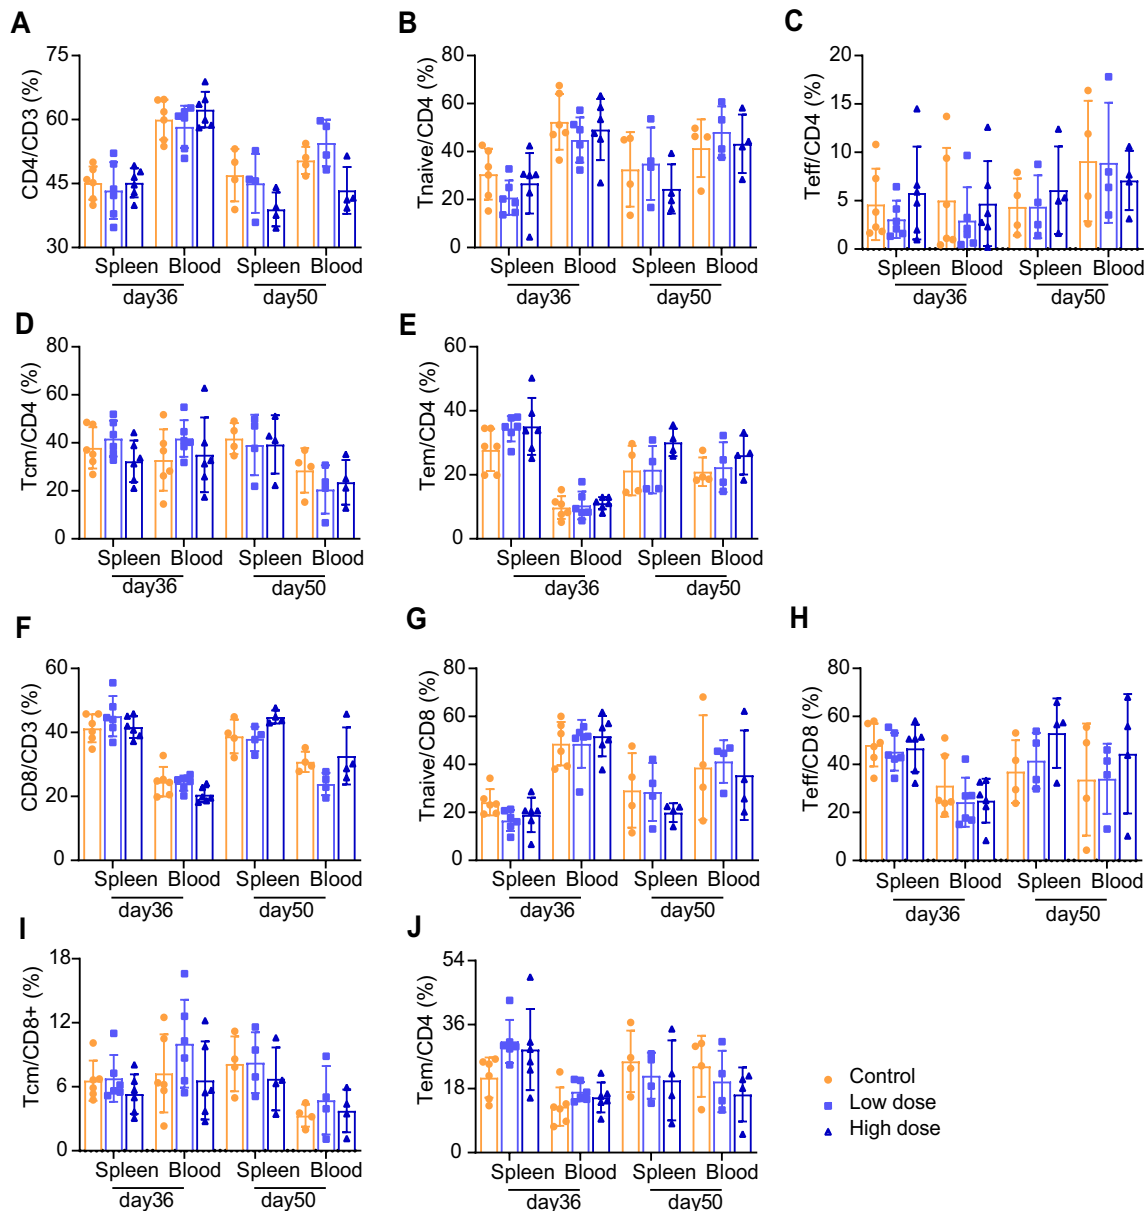 A
CD4/CD3 (%)
75
60
45
30
Spleen Blood Spleen Blood
day36 day50
B
Tnaive/CD4 (%)
80
60
40
20
0
Spleen Blood Spleen Blood
day36 day50
C
Teff/CD4 (%)
20
15
10
5
0
Spleen Blood Spleen Blood
day36 day50
D
Tcm/CD4 (%)
80
60
40
20
0
Spleen Blood Spleen Blood
day36 day50
E
Tem/CD4 (%)
60
40
20
0
Spleen Blood Spleen Blood
day36 day50
F
CD8/CD3 (%)
60
40
20
0
Spleen Blood Spleen Blood
day36 day50
G
Tnaive/CD8 (%)
80
60
40
20
0
Spleen Blood Spleen Blood
day36 day50
H
Teff/CD8 (%)
80
60
40
20
0
Spleen Blood Spleen Blood
day36 day50
I
Tcm/CD8+ (%)
18
12
6
0
Spleen Blood Spleen Blood
day36 day50
J
Tem/CD4 (%)
54
36
18
0
Spleen Blood Spleen Blood
day36 day50
Control
Low dose
High dose